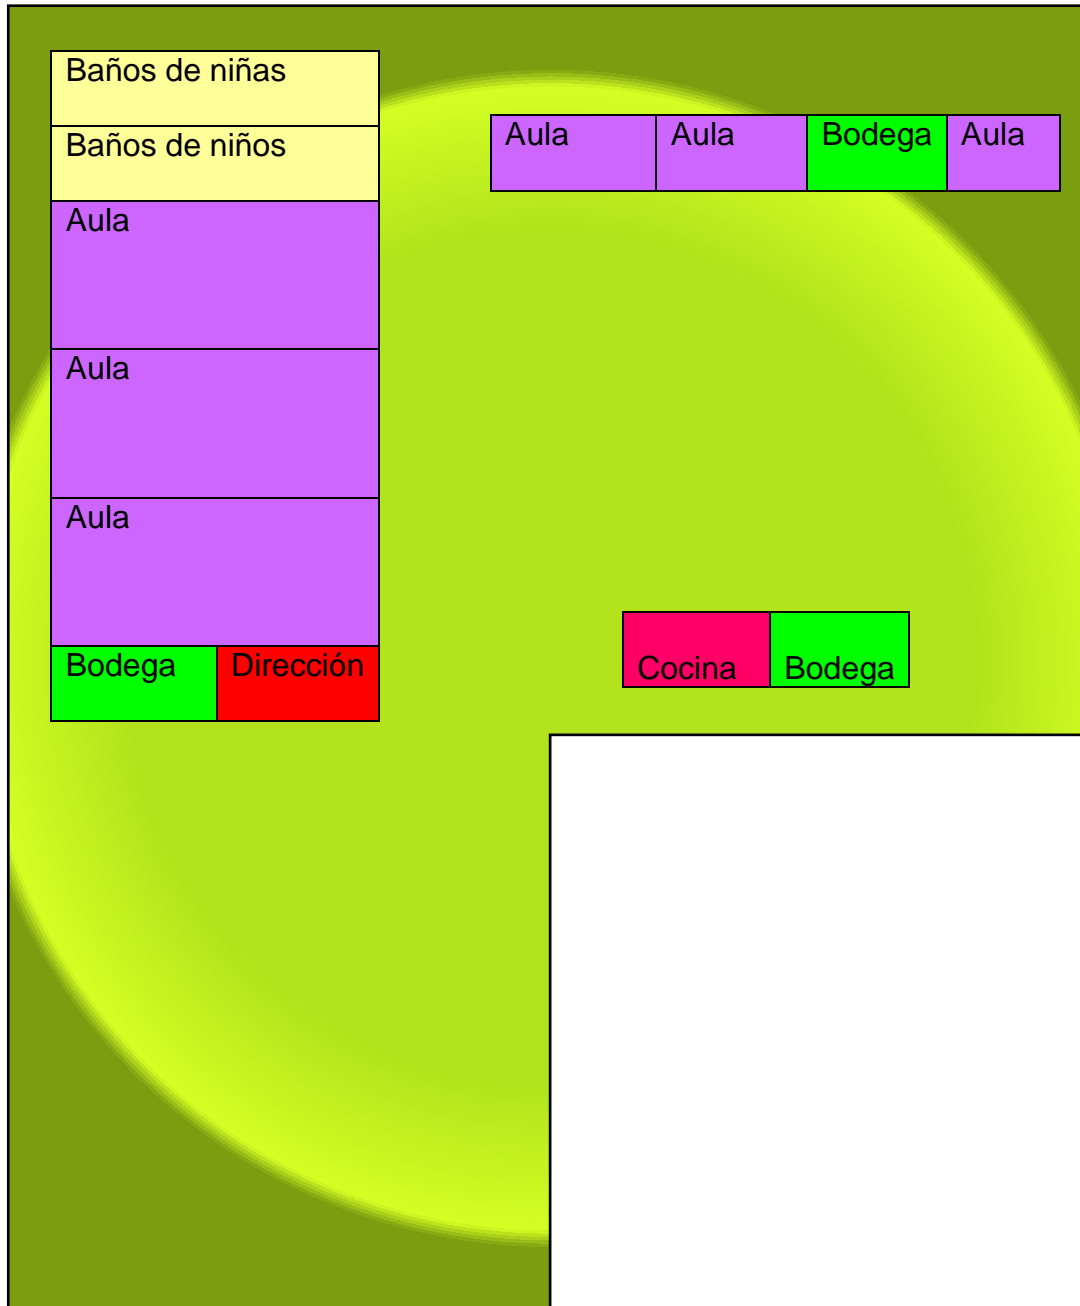 Baños de niñas
Baños de niños
Aula
Aula
Aula
Bodega Dirección
Aula Aula Bodega Aula
Cocina Bodega